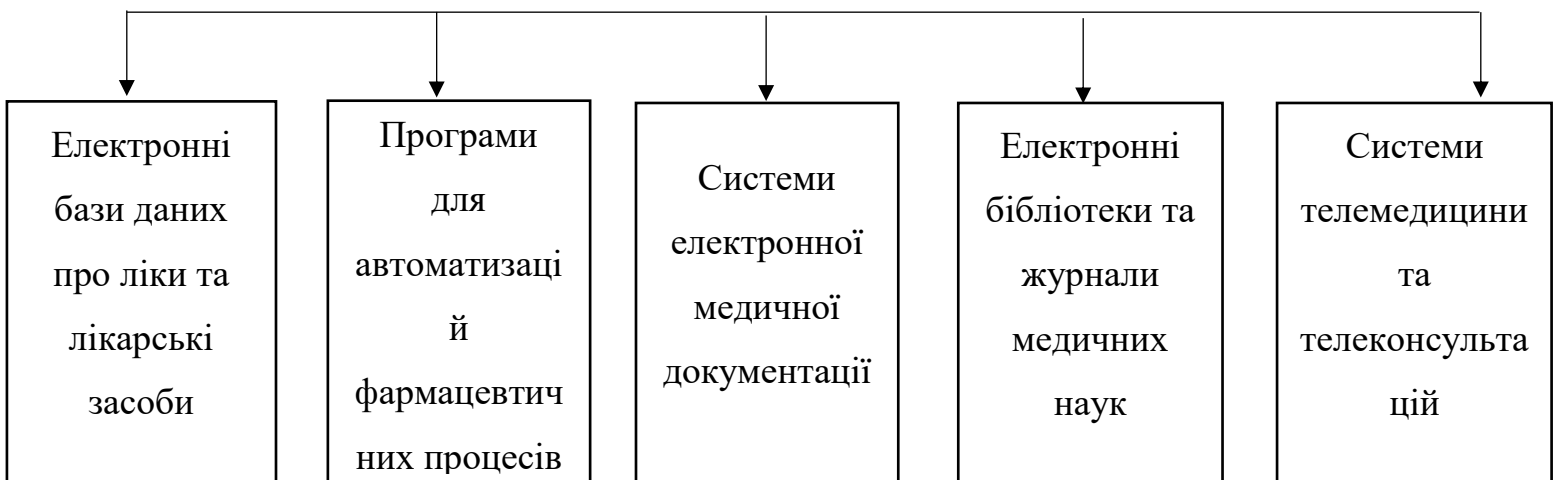 Електронні
бази даних
про ліки та
лікарські
засоби
Програми
для
автоматизаці
й
фармацевтич
них процесів
Системи
електронної
медичної
документації
Електронні
бібліотеки та
журнали
медичних
наук
Системи
телемедицини
та
телеконсульта
цій